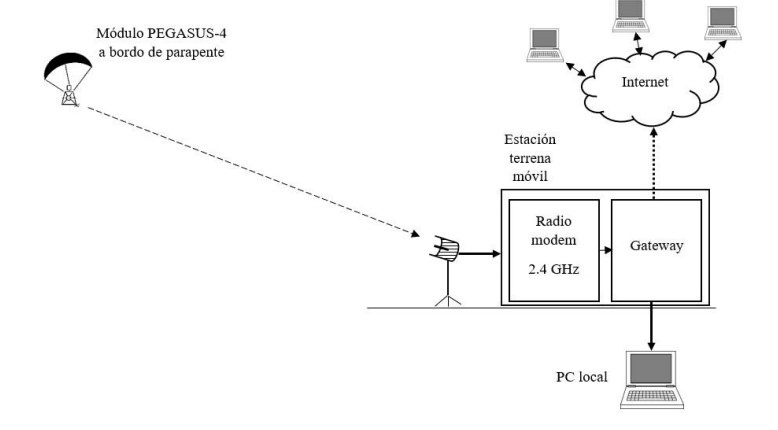 Módulo PEGASUS-4
a bordo de parapente
Internet
Estación
terrena
móvil
Radio
modem
2.4 GHz
Gateway
PC local